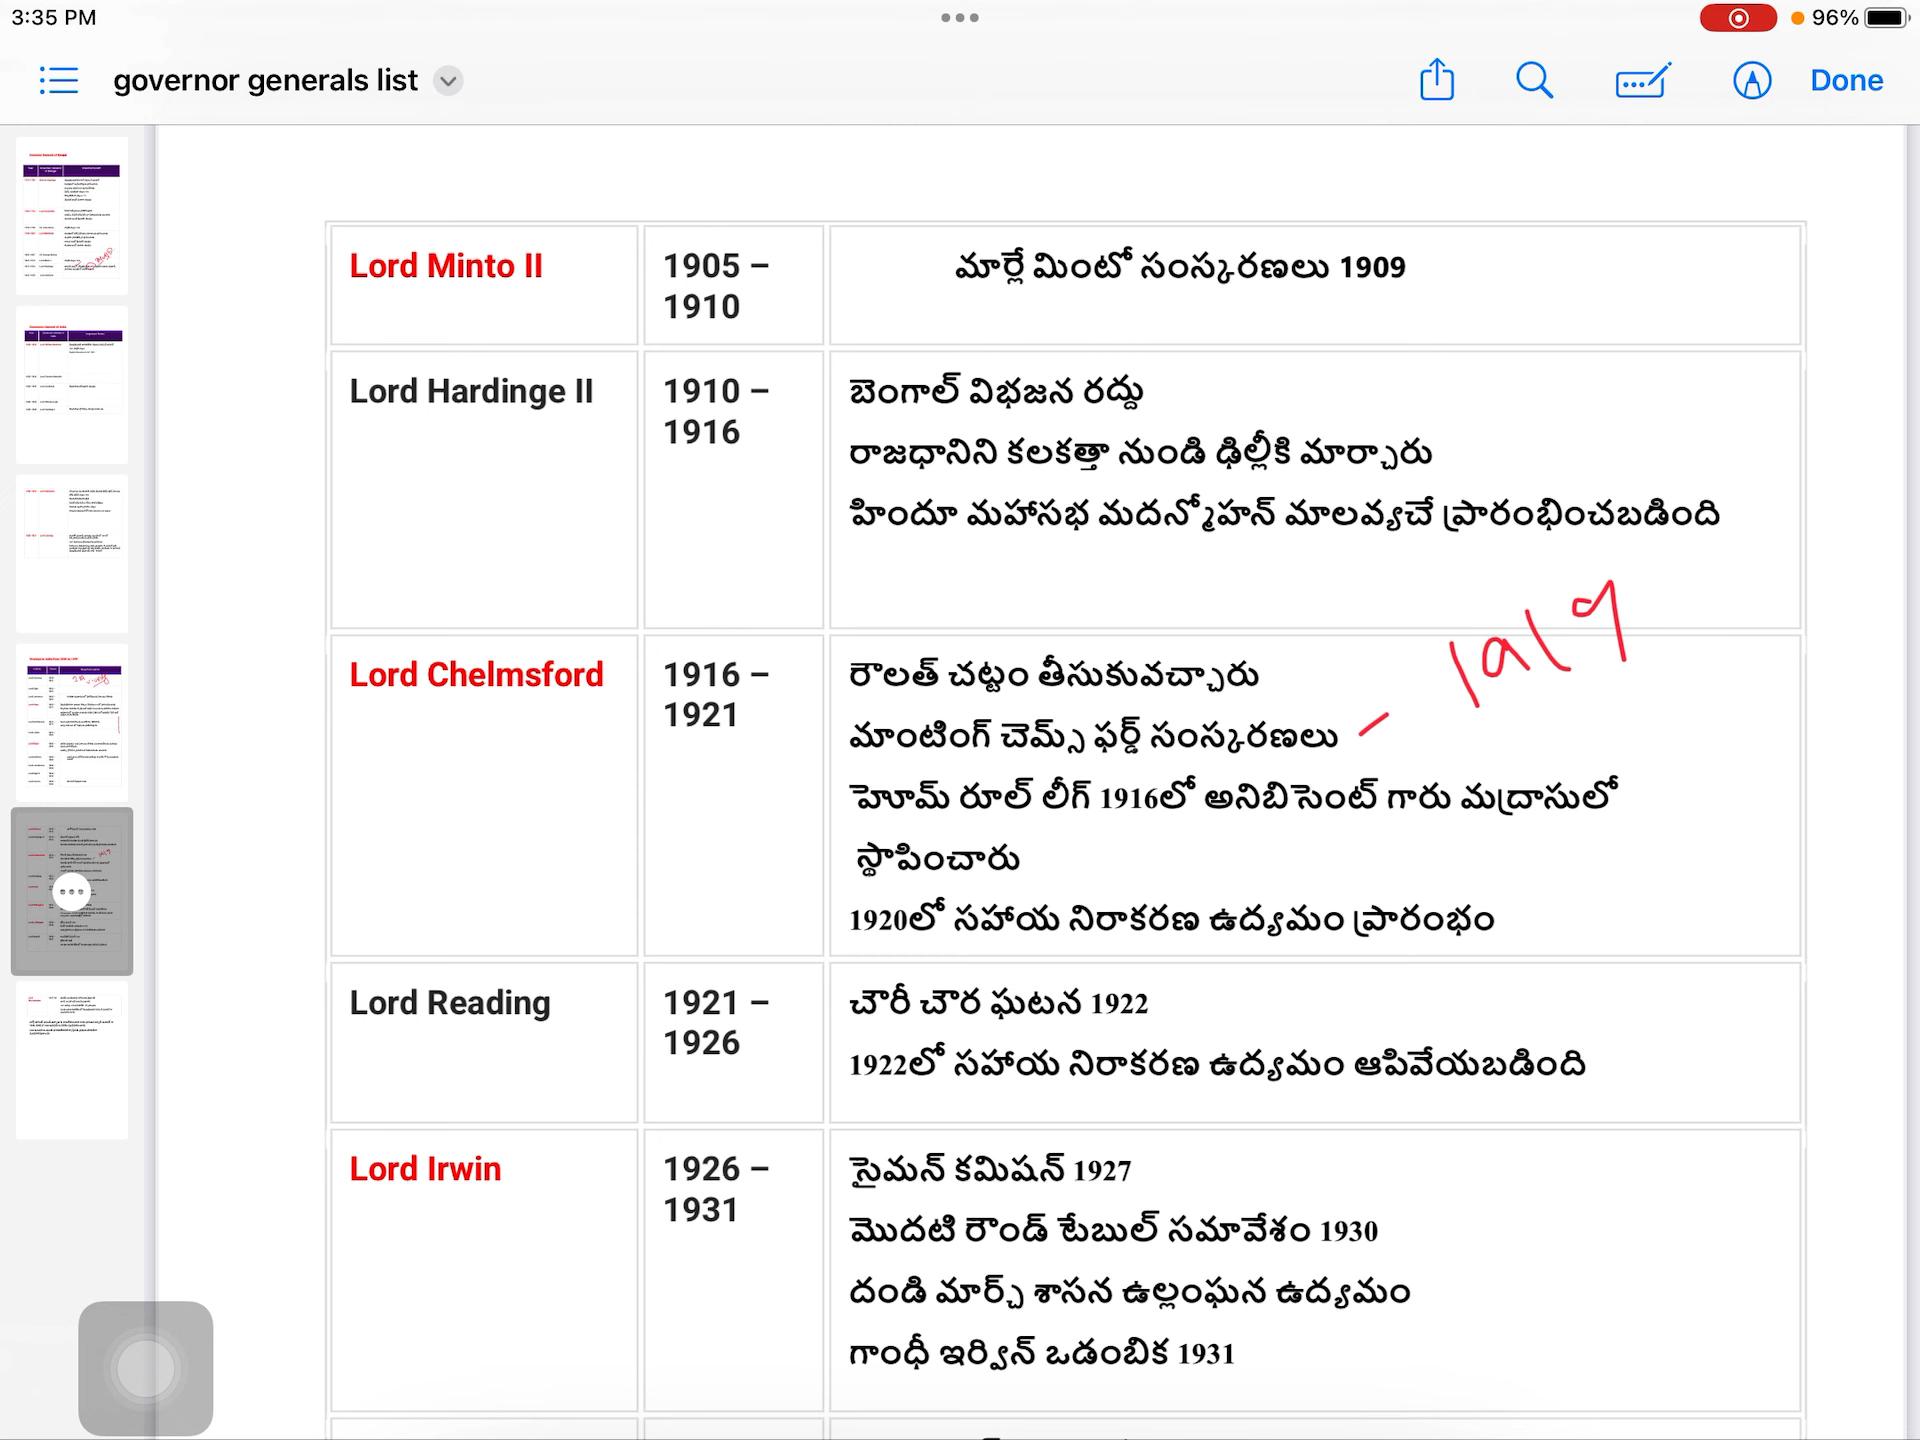 3:35 PM
96%
governor generals list
Done
Lord Minto II
1905 –
1910
మార్లే మింటో సంస్కరణలు 1909
Lord Hardinge II
1910 –
1916
బెంగాల్ విభజన రద్దు
రాజధానిని కలకత్తా నుండి ఢిల్లీకి మార్చారు
హిందూ మహాసభ మదన్మోహన్ మాలవ్యచే ప్రారంభించబడింది
Lord Chelmsford
1916 –
1921
రౌలత్ చట్టం తీసుకువచ్చారు
మాంటింగ్ చెమ్స్ ఫర్డ్ సంస్కరణలు – 1919
హెూమ్ రూల్ లీగ్ 1916లో అనిబిసెంట్ గారు మద్రాసులో
స్థాపించారు
1920లో సహాయ నిరాకరణ ఉద్యమం ప్రారంభం
Lord Reading
1921 –
1926
చౌరీ చౌర ఘటన 1922
1922లో సహాయ నిరాకరణ ఉద్యమం ఆపివేయబడింది
Lord Irwin
1926 –
1931
సైమన్ కమిషన్ 1927
మొదటి రౌండ్ టేబుల్ సమావేశం 1930
దండి మార్చ్ శాసన ఉల్లంఘన ఉద్యమం
గాంధీ ఇర్విన్ ఒడంబిక 1931